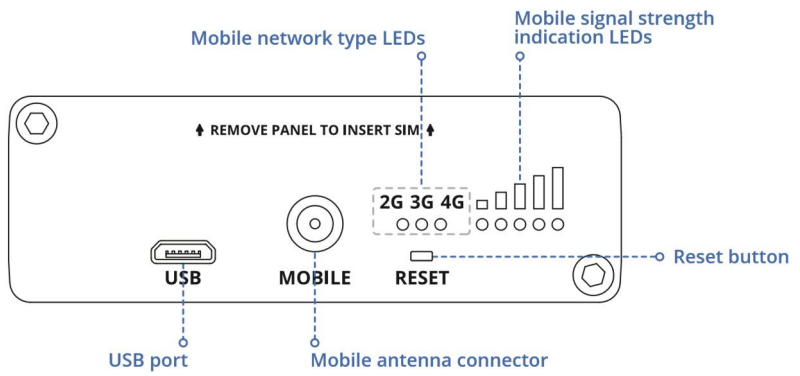 Mobile signal strength
indication LEDs
Mobile network type LEDs
REMOVE PANEL TO INSERT SIM
2G 3G 4G
Reset button
USB MOBILE RESET
USB port
Mobile antenna connector